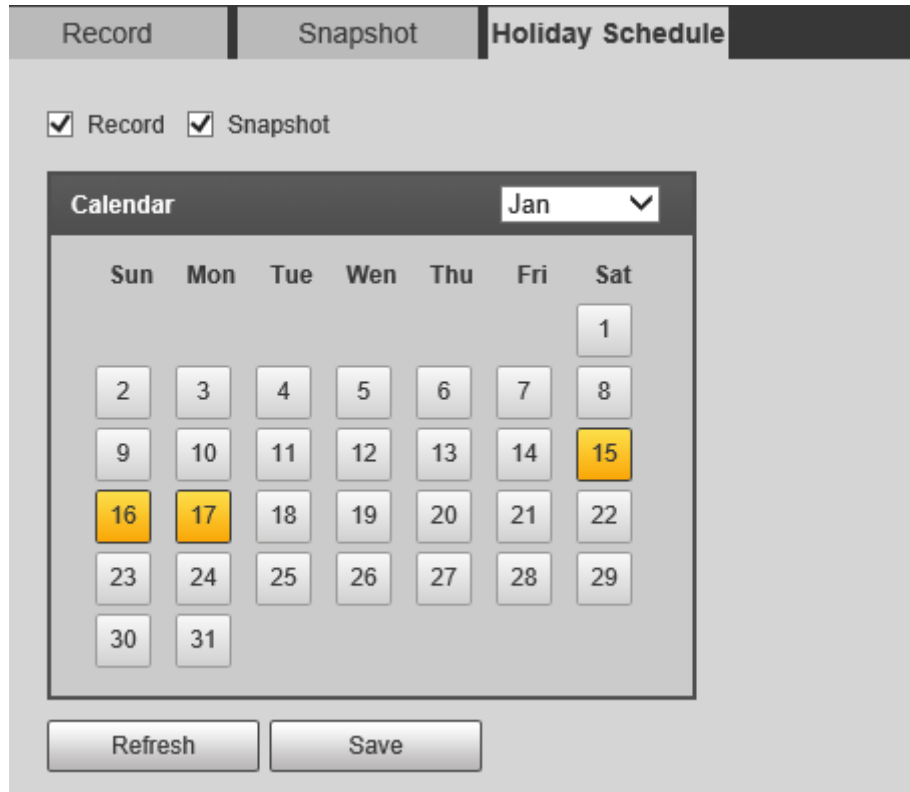 Record Snapshot Holiday Schedule
Record Snapshot
Calendar Jan
Sun Mon Tue Wen Thu Fri Sat
1
2 3 4 5 6 7 8
9 10 11 12 13 14 15
16 17 18 19 20 21 22
23 24 25 26 27 28 29
30 31
Refresh Save